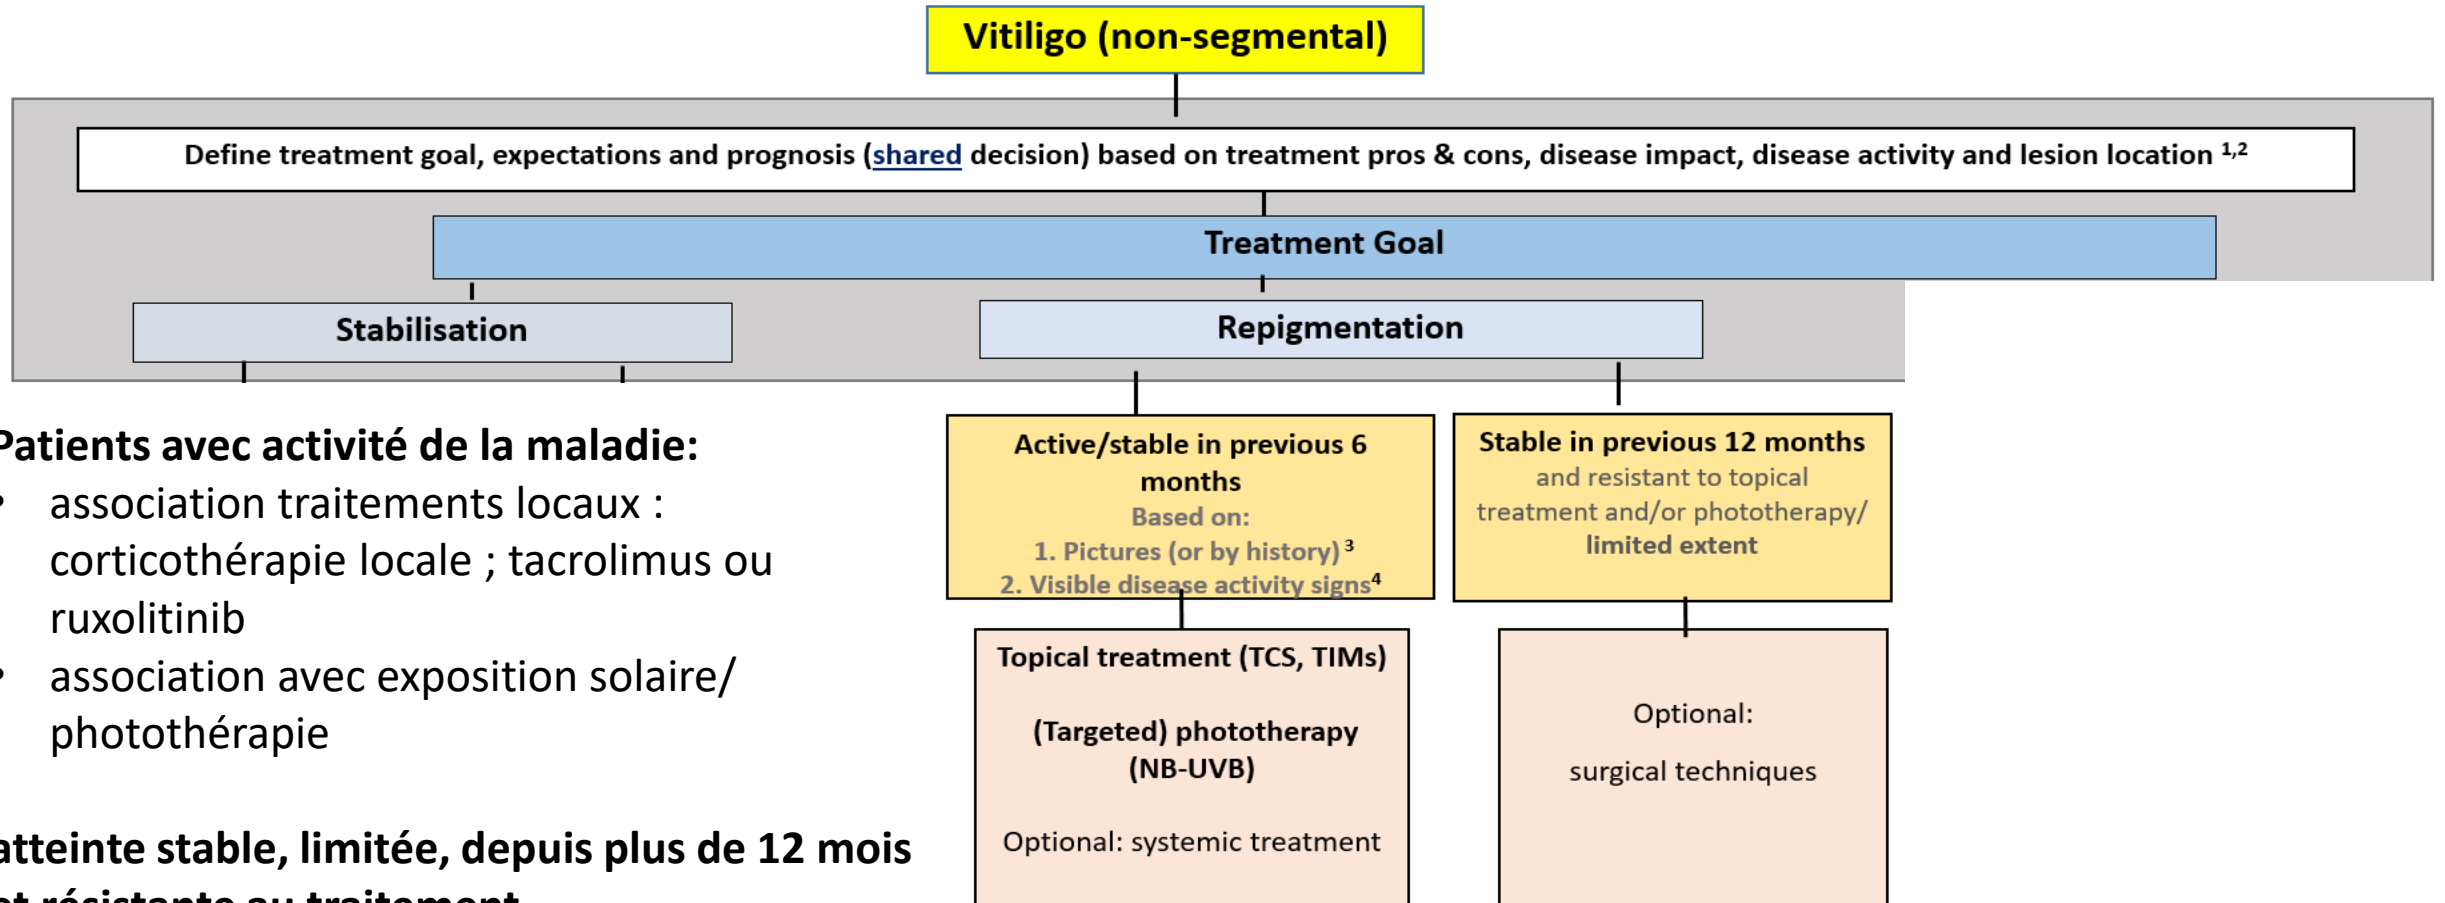 Vitiligo (non-segmental)
Define treatment goal, expectations and prognosis (shared decision) based on treatment pros & cons, disease impact, disease activity and lesion location 1,2
Treatment Goal
Stabilisation
Repigmentation
Patients avec activité de la maladie:
• association traitements locaux :
corticothérapie locale ; tacrolimus ou
ruxolitinib
• association avec exposition solaire/
photothérapie
atteinte stable, limitée, depuis plus de 12 mois
et résistante au traitement
Active/stable in previous 6
months
Based on:
1. Pictures (or by history) 3
2. Visible disease activity signs4
Topical treatment (TCS, TIMs)
(Targeted) phototherapy
(NB-UVB)
Optional: systemic treatment
Stable in previous 12 months
and resistant to topical
treatment and/or phototherapy/
limited extent
Optional:
surgical techniques